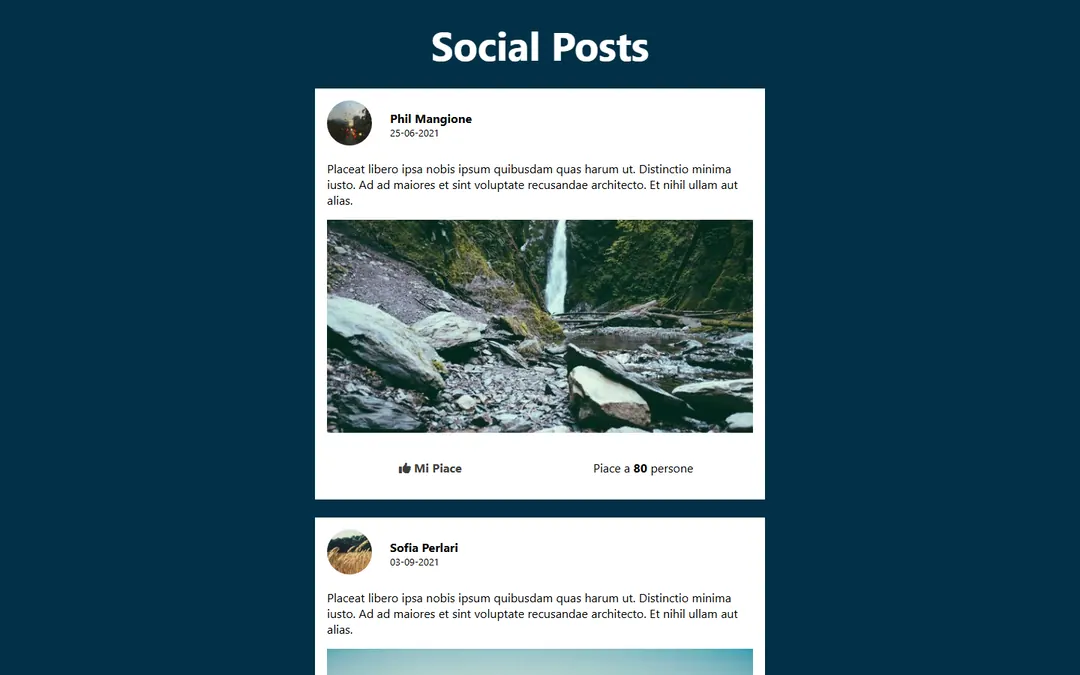 Social Posts
Phil Mangione
25-06-2021
Placeat libero ipsa nobis ipsum quibusdam quas harum ut. Distinctio minima
iusto. Ad ad maiores et sint voluptate recusandae architecto. Et nihil ullam aut
alias.
Mi Piace
Piace a 80 persone
Sofia Perlari
03-09-2021
Placeat libero ipsa nobis ipsum quibusdam quas harum ut. Distinctio minima
iusto. Ad ad maiores et sint voluptate recusandae architecto. Et nihil ullam aut
alias.